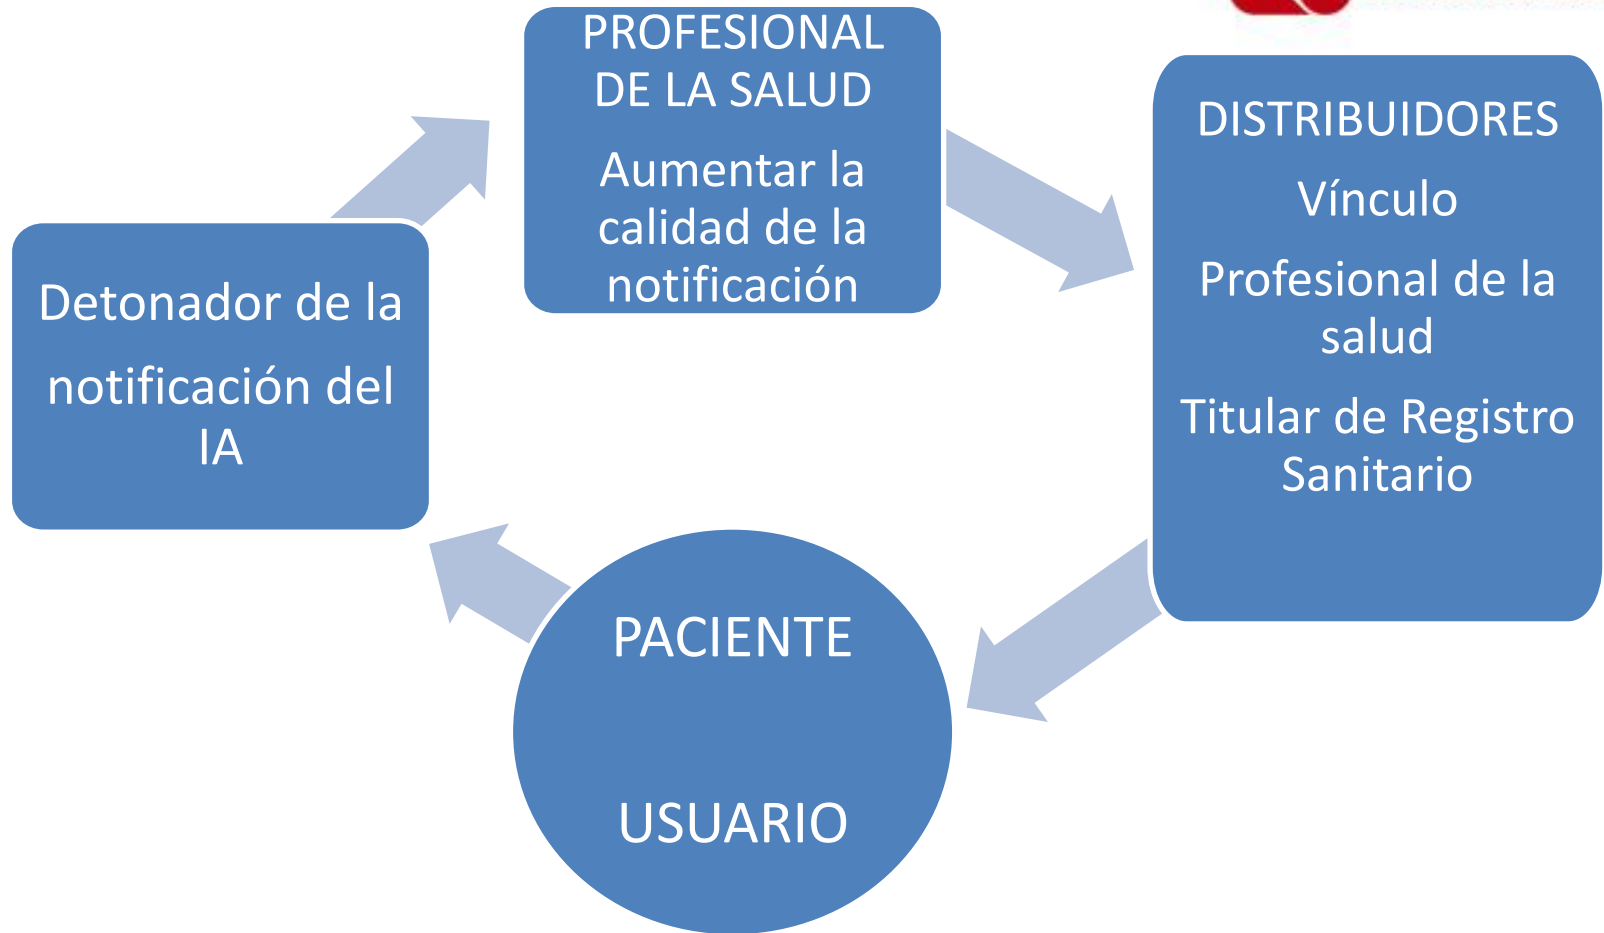 PROFESIONAL
DE LA SALUD
Aumentar la
calidad de la
notificación
DISTRIBUIDORES
Vínculo
Profesional de la
salud
Titular de Registro
Sanitario
PACIENTE
USUARIO
Detonador de la
notificación del
IA